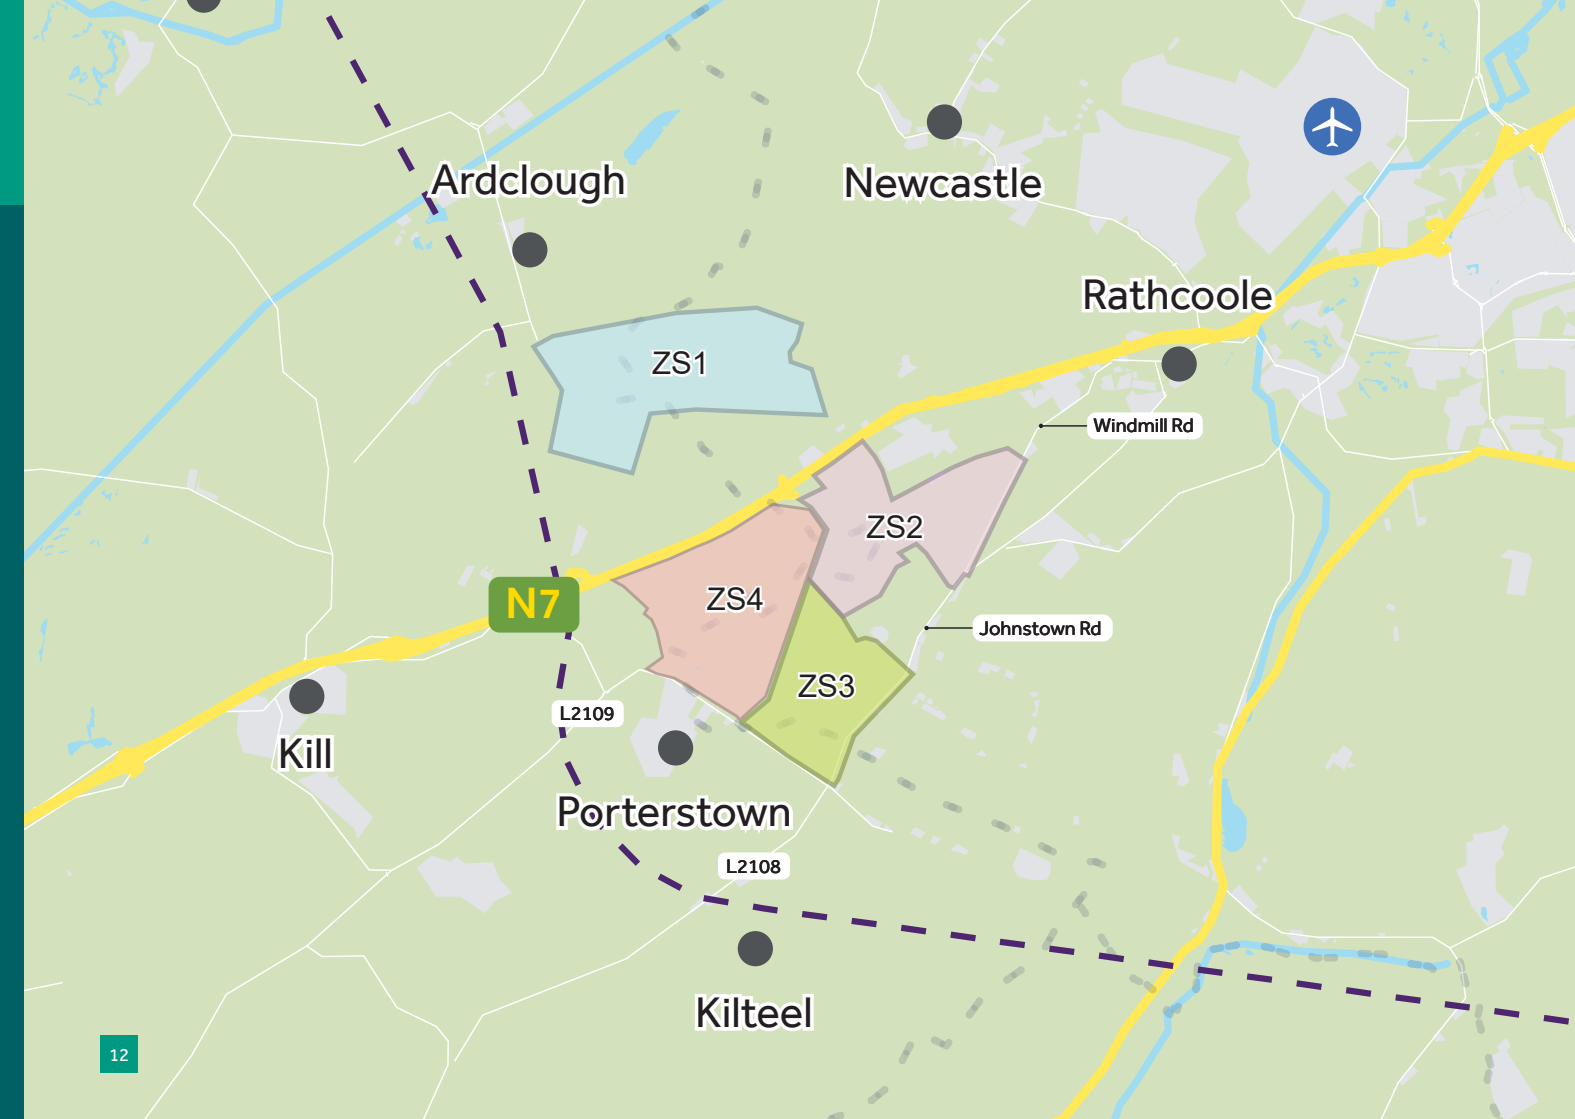 Ardclough
Newcastle
Rathcoole
ZS1
Windmill Rd
ZS2
ZS4
N7
Johnstown Rd
ZS3
L2109
Kill
Porterstown
L2108
Kilteel
12